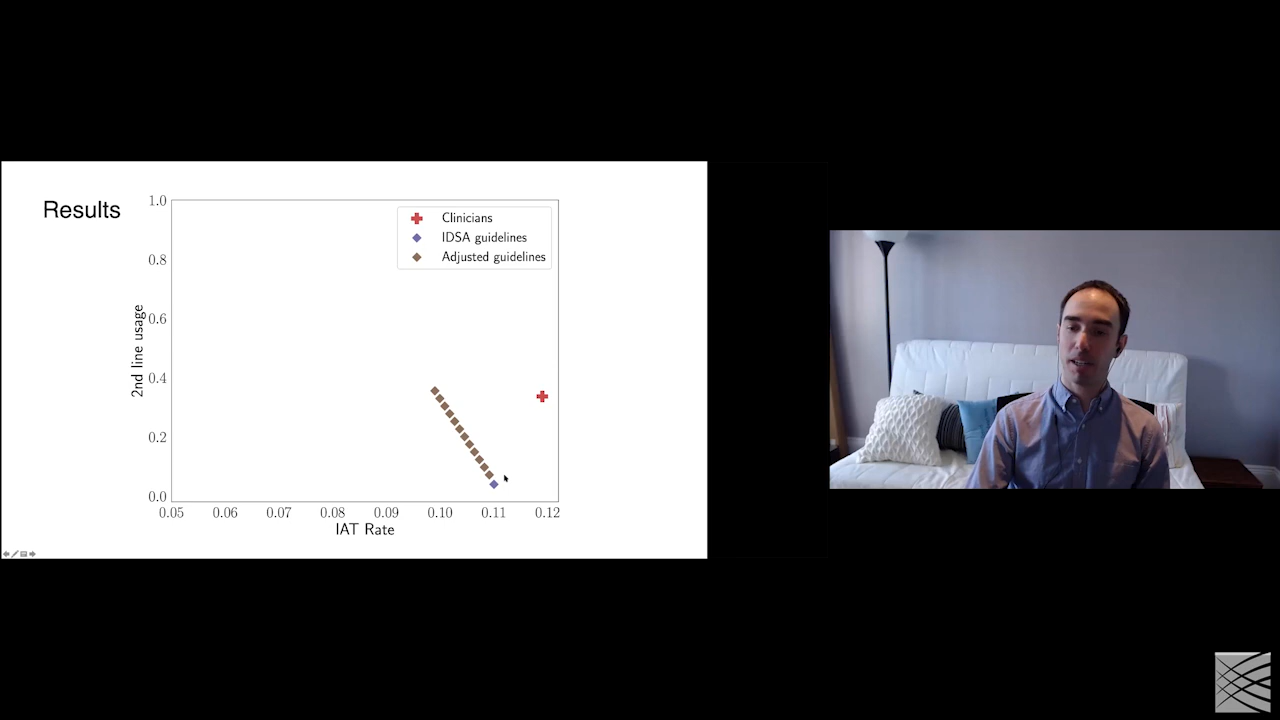 Results
1.0
0.8
0.6
0.4
0.2
0.0
2nd line usage
Clinicians
IDSA guidelines
Adjusted guidelines
0.05 0.06 0.07 0.08 0.09 0.10 0.11 0.12
IAT Rate